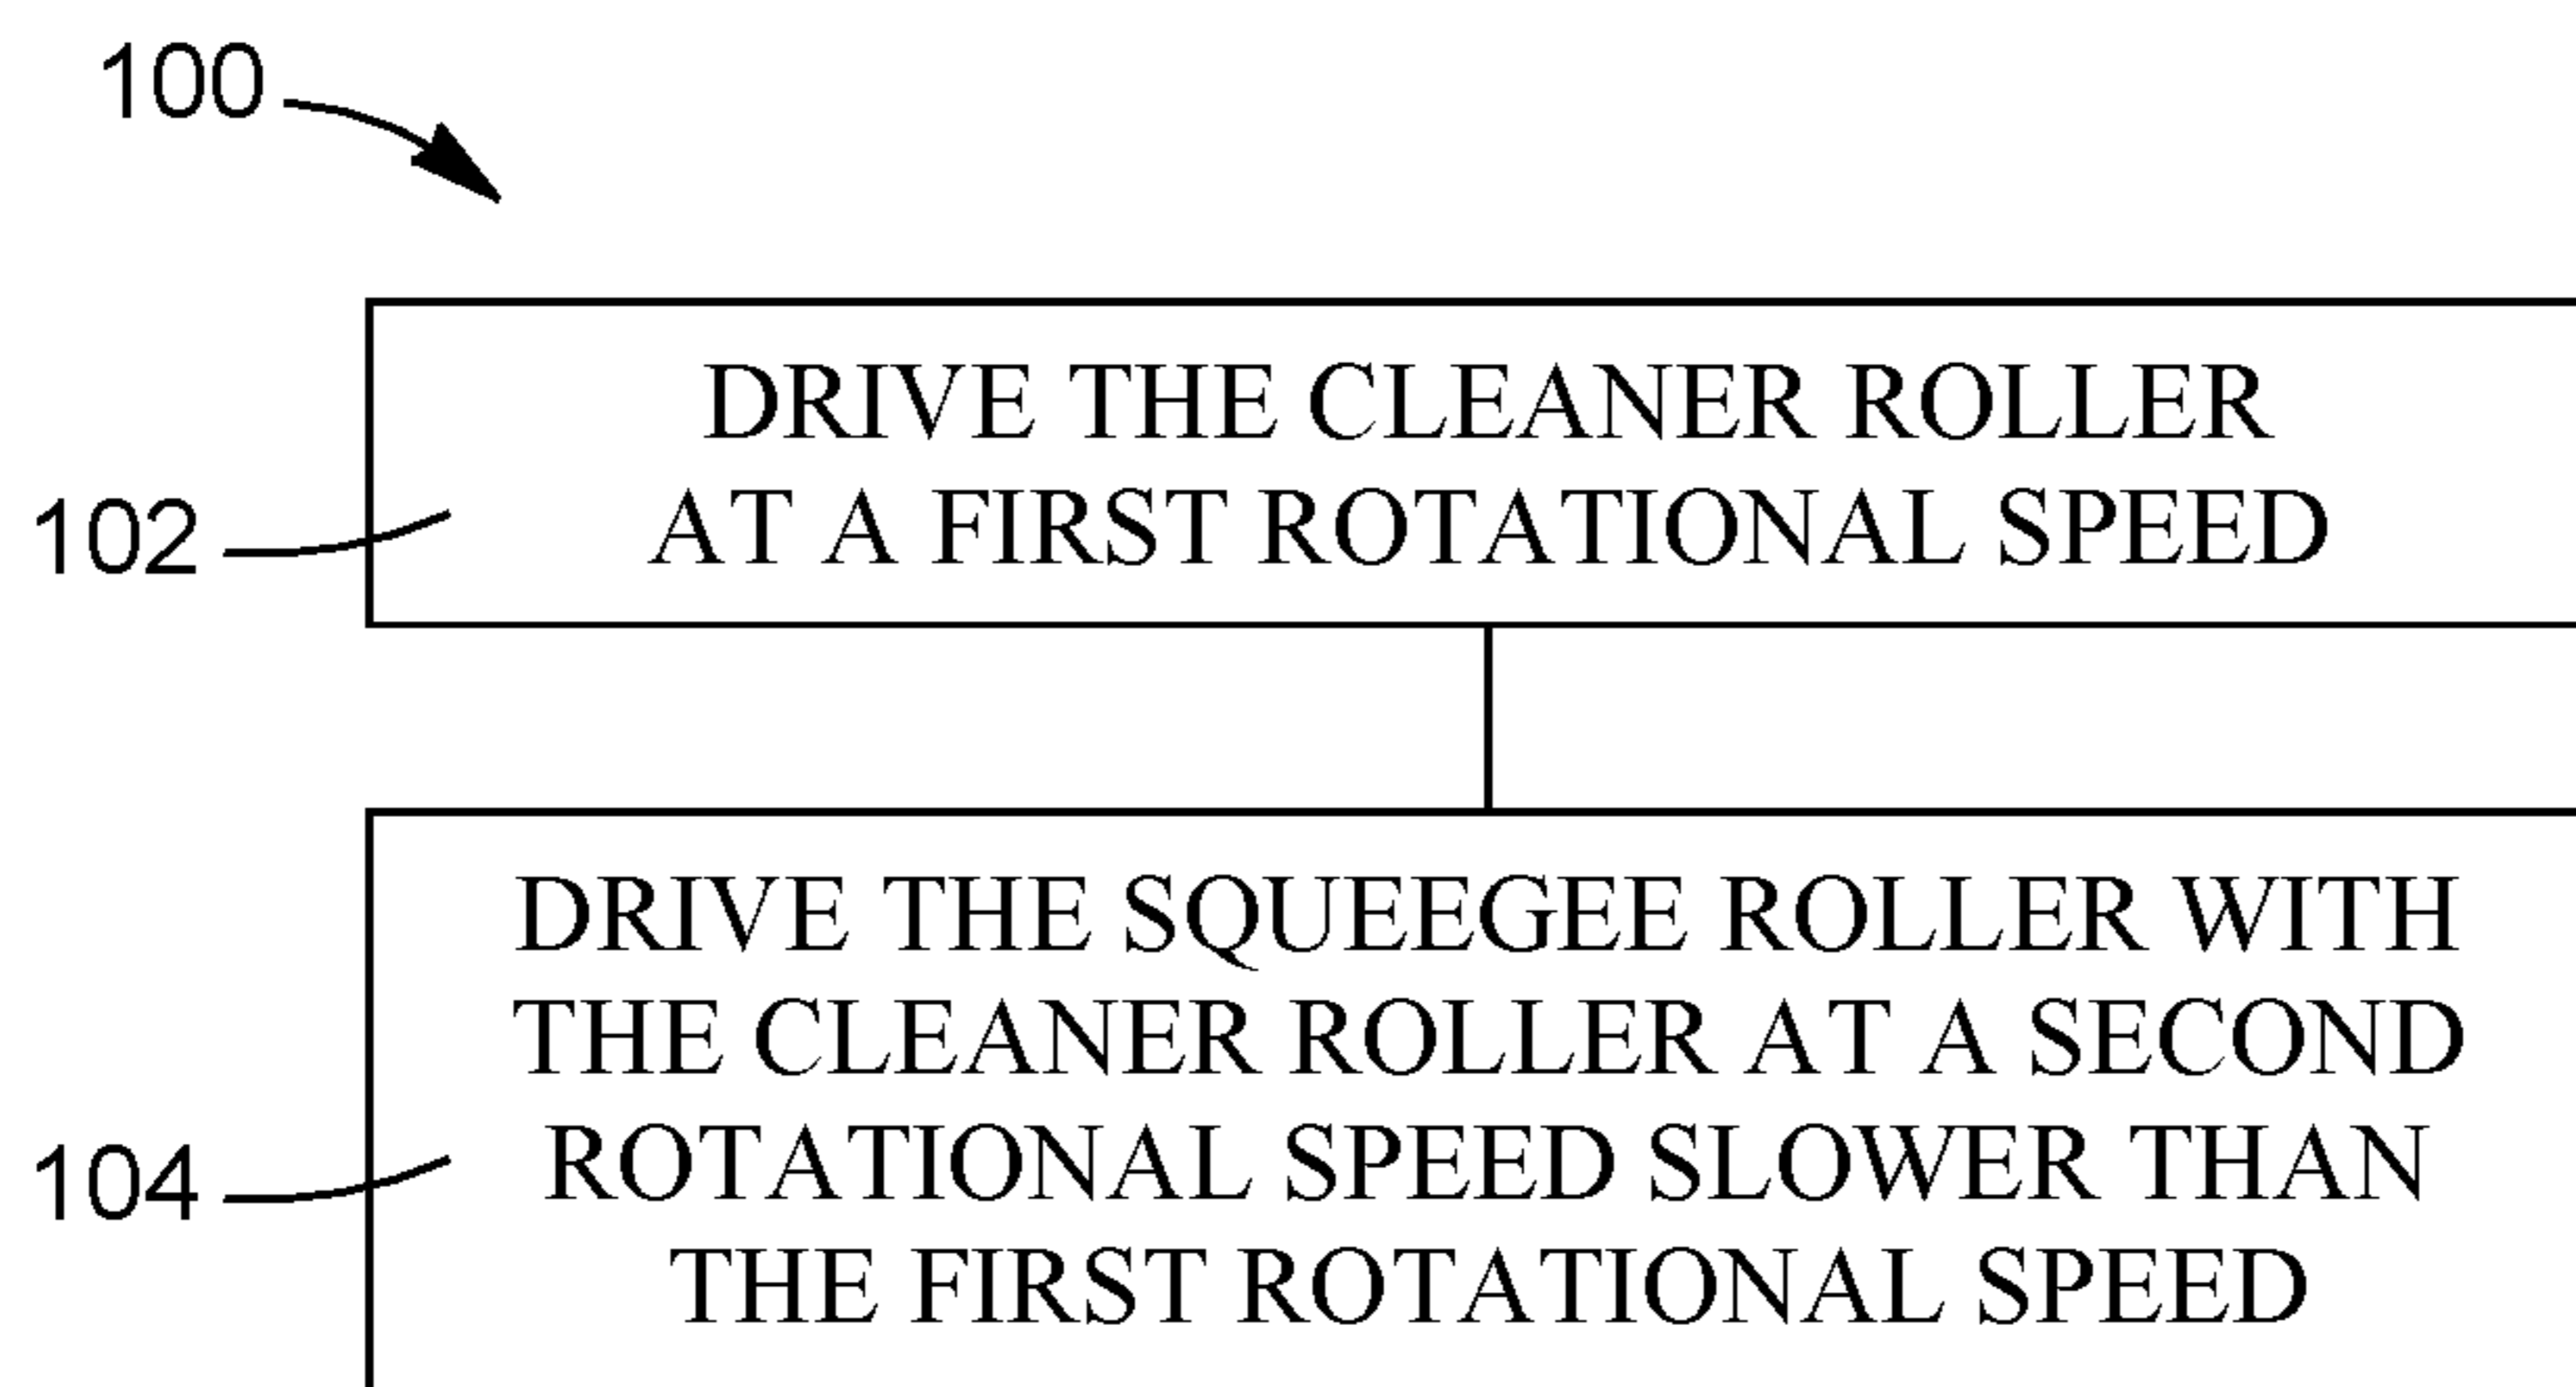 100
DRIVE THE CLEANER ROLLER
AT A FIRST ROTATIONAL SPEED
102
DRIVE THE SQUEEGEE ROLLER WITH
THE CLEANER ROLLER AT A SECOND
ROTATIONAL SPEED SLOWER THAN
THE FIRST ROTATIONAL SPEED
104